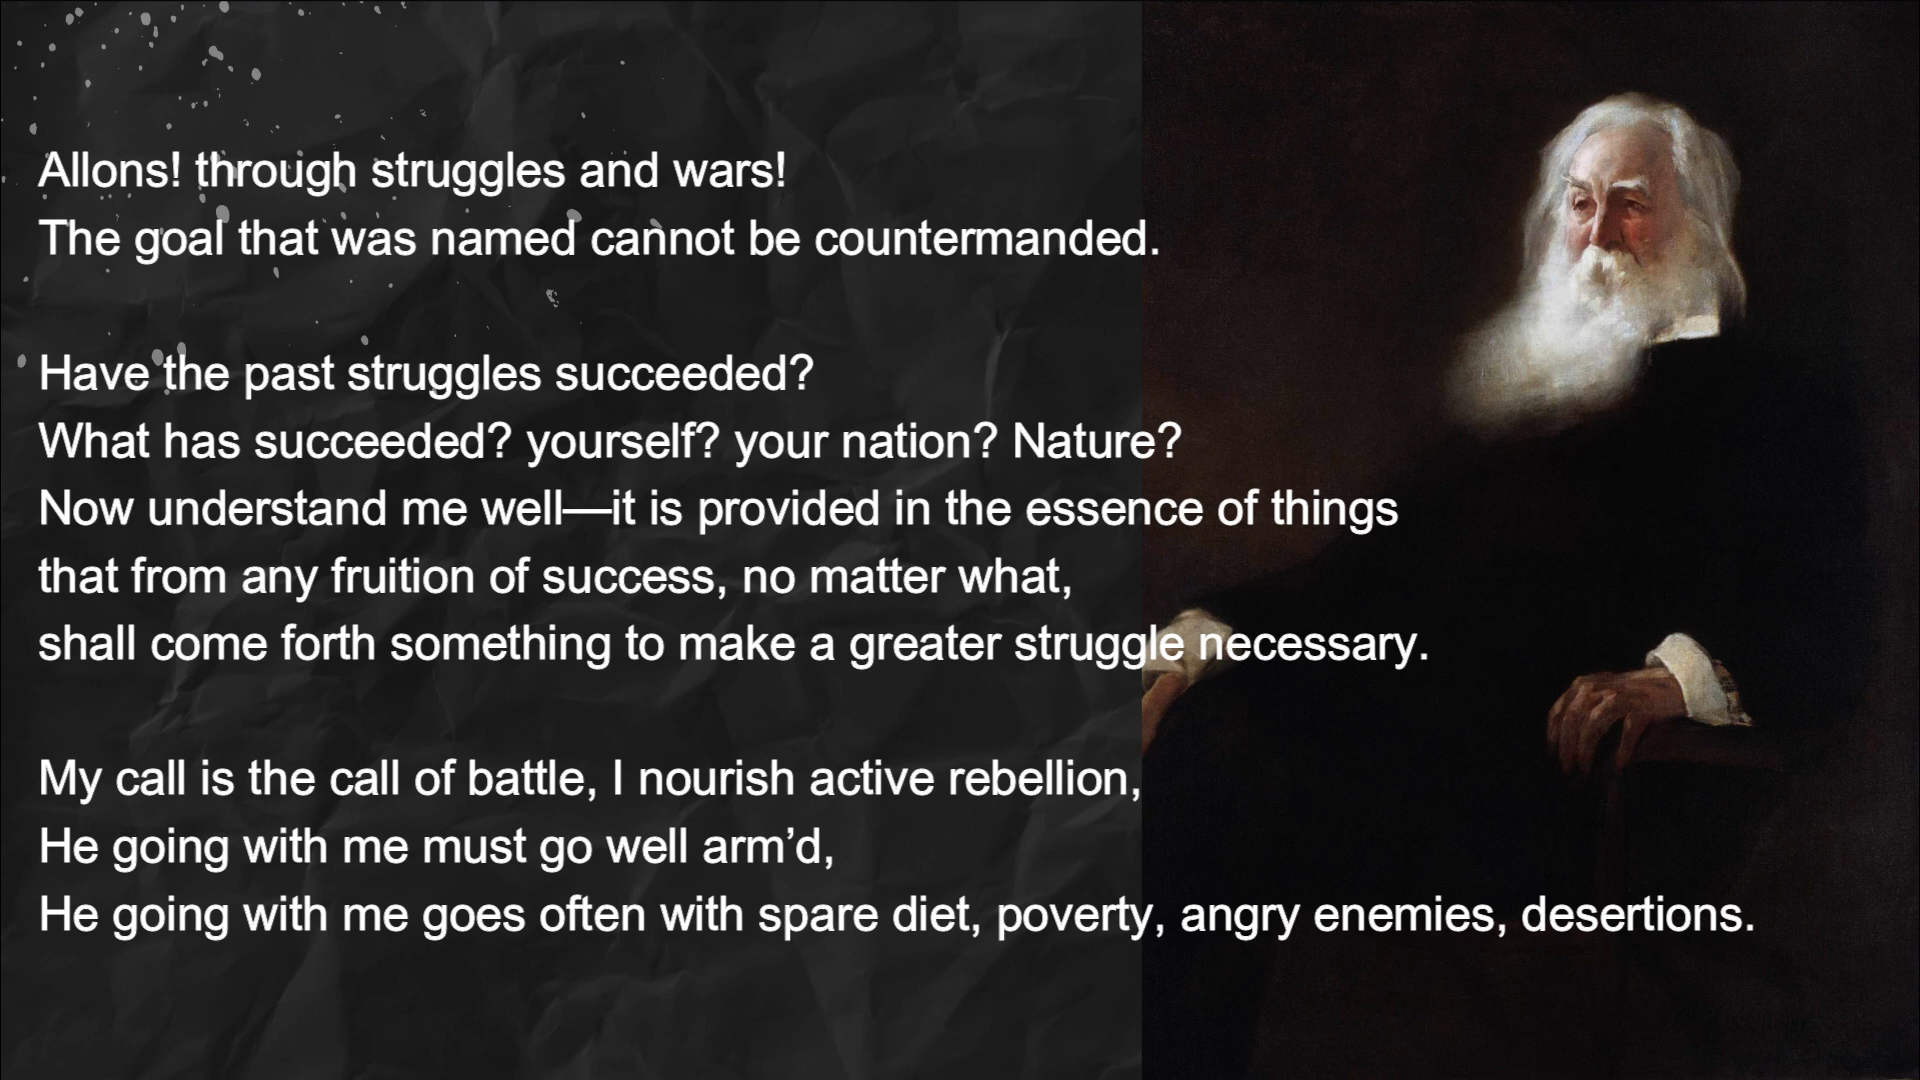 Allons! through struggles and wars!
The goal that was named cannot be countermanded.
Have the past struggles succeeded?
What has succeeded? yourself? your nation? Nature?
Now understand me well—it is provided in the essence of things
that from any fruition of success, no matter what,
shall come forth something to make a greater struggle necessary.
My call is the call of battle, I nourish active rebellion,
He going with me must go well arm’d,
He going with me goes often with spare diet, poverty, angry enemies, desertions.